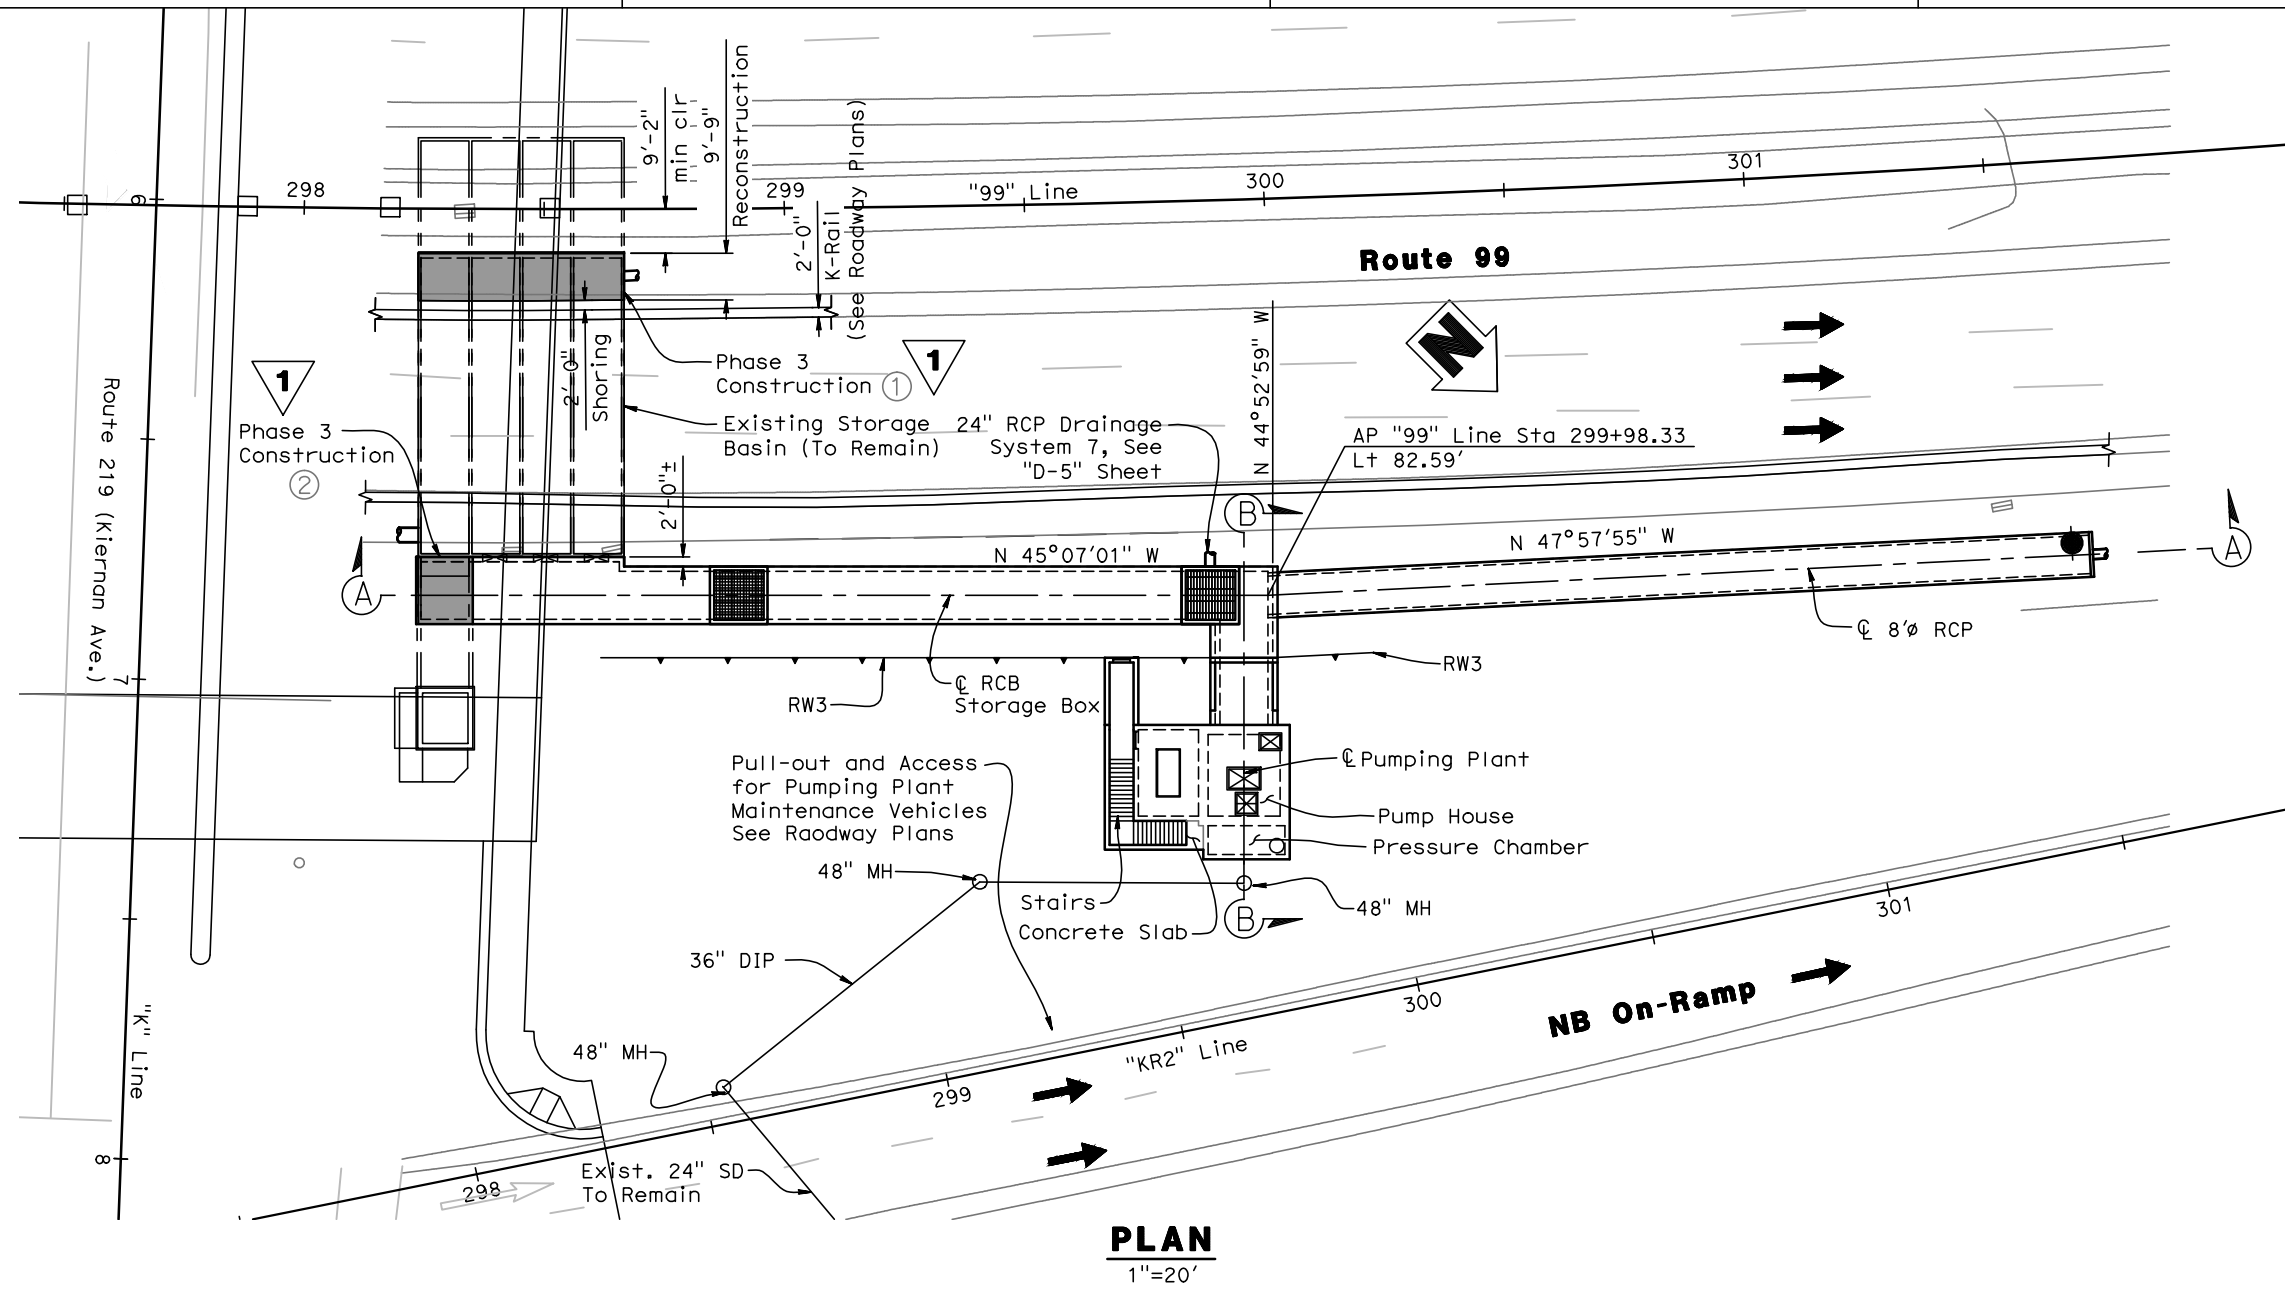 9'-2"
min clr
9'-9"
Reconstruction
2'-0"
K-Rail
(See Roadway Plans)
298
299
"99" Line
300
301
6
Route 99
N
1
Phase 3
Construction 1
1
Phase 3
Construction
2
2'-0"
Shoring
Existing Storage
Basin (To Remain)
24" RCP Drainage
System 7, See
"D-5" Sheet
N 44°52'59" W
AP "99" Line Sta 299+98.33
Lt 82.59'
Route 219 (Kiernan Ave.)
2'-0"±
B
N 45°07'01" W
N 47°57'55" W
A
A
℄ 8'ø RCP
7
RW3
RW3
℄ RCB
Storage Box
Pull-out and Access
for Pumping Plant
Maintenance Vehicles
See Raodway Plans
℄ Pumping Plant
Pump House
Pressure Chamber
48" MH
Stairs
Concrete Slab
B
48" MH
36" DIP
48" MH
301
300
NB On-Ramp
"KR2" Line
299
"K" Line
8
298
Exist. 24" SD
To Remain
PLAN
1"=20'